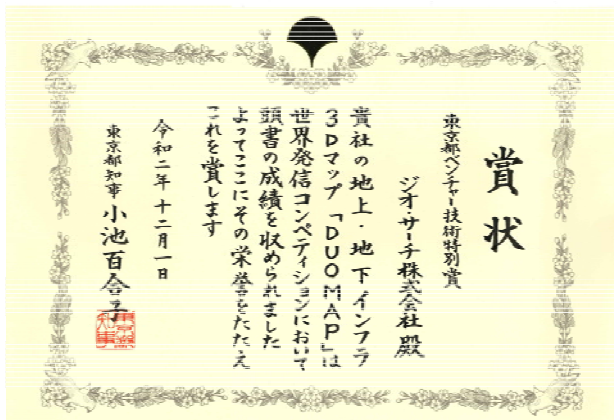 賞状
東京都ベンチャー技術特別賞
ジオ・サーチ株式会社殿
貴社の地上・地下インフラ
3Dマップ「DUOMAP」は
世界発信コンペティションにおいて
頭書の成績を収められました
よってここにその栄誉をたたえ
これを賞します
令和二年十二月一日
東京都知事 小池百合子